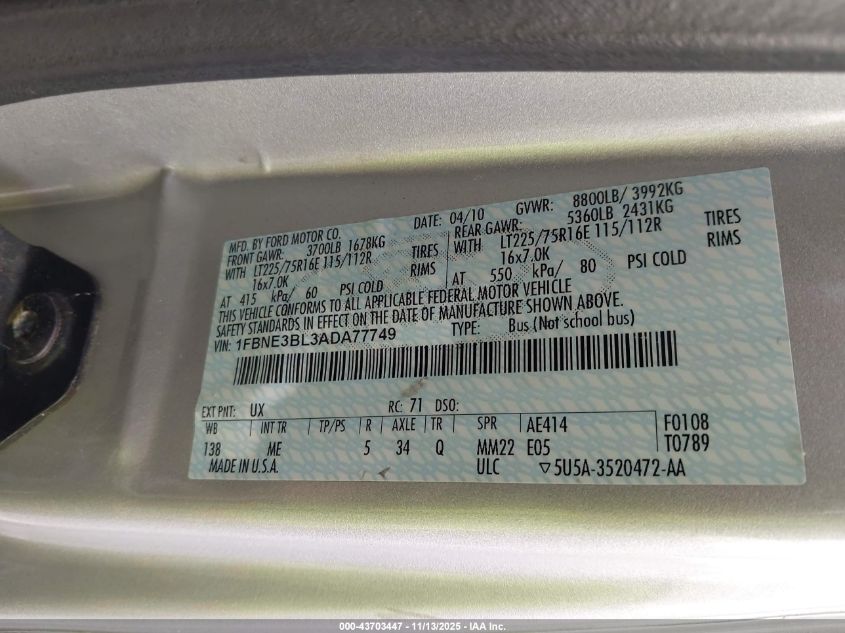 MFD. BY FORD MOTOR CO. DATE: 04/10 GVWR: 8800LB/ 3992KG
FRONT GAWR: 3700LB 1678KG REAR GAWR: 5360LB 2431KG
WITH LT225/75R16E 115/112R TIRES WITH LT225/75R16E 115/112R TIRES
16x7.0K RIMS 16x7.0K RIMS
AT 415 kPa/ 60 PSI COLD AT 550 kPa/ 80 PSI COLD
THIS VEHICLE CONFORMS TO ALL APPLICABLE FEDERAL MOTOR VEHICLE
SAFETY STANDARDS IN EFFECT ON THE DATE OF MANUFACTURE SHOWN ABOVE.
VIN: 1FBNE3BL3ADA77749 TYPE: Bus (Not school bus)
EXT PNT: UX RC: 71 DSO:
WB INT TR TP/PS R AXLE TR SPR AE414 F0108
138 ME 5 34 Q MM22 E05 T0789
MADE IN U.S.A. ULC ▽5U5A-3520472-AA
000-43703447 - 11/13/2025 - IAA Inc.